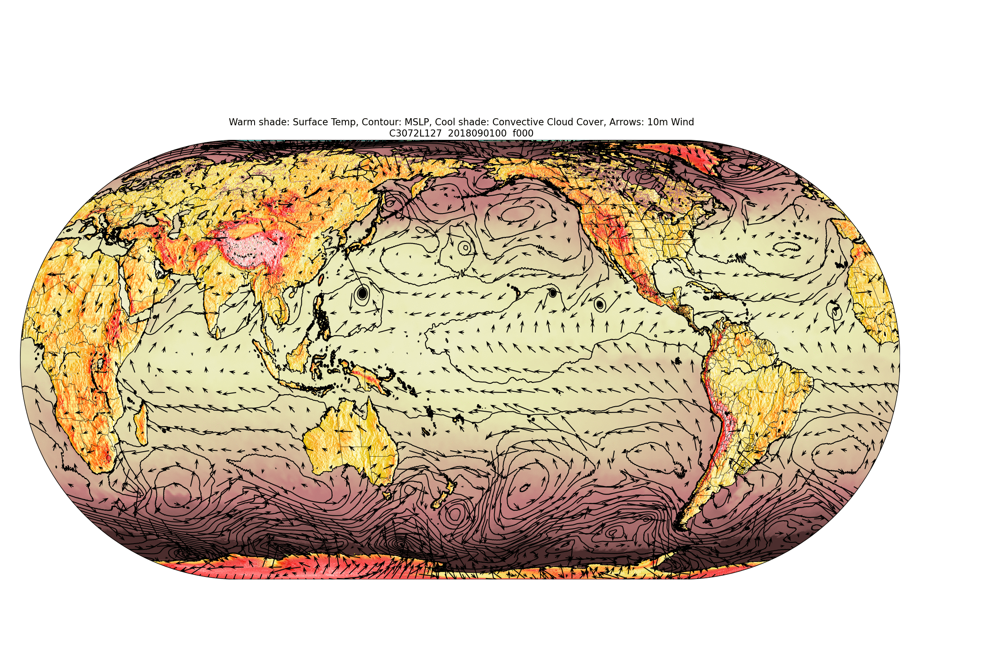 Warm shade: Surface Temp, Contour: MSLP, Cool shade: Convective Cloud Cover, Arrows: 10m Wind
C3072L127  2018090100  f000